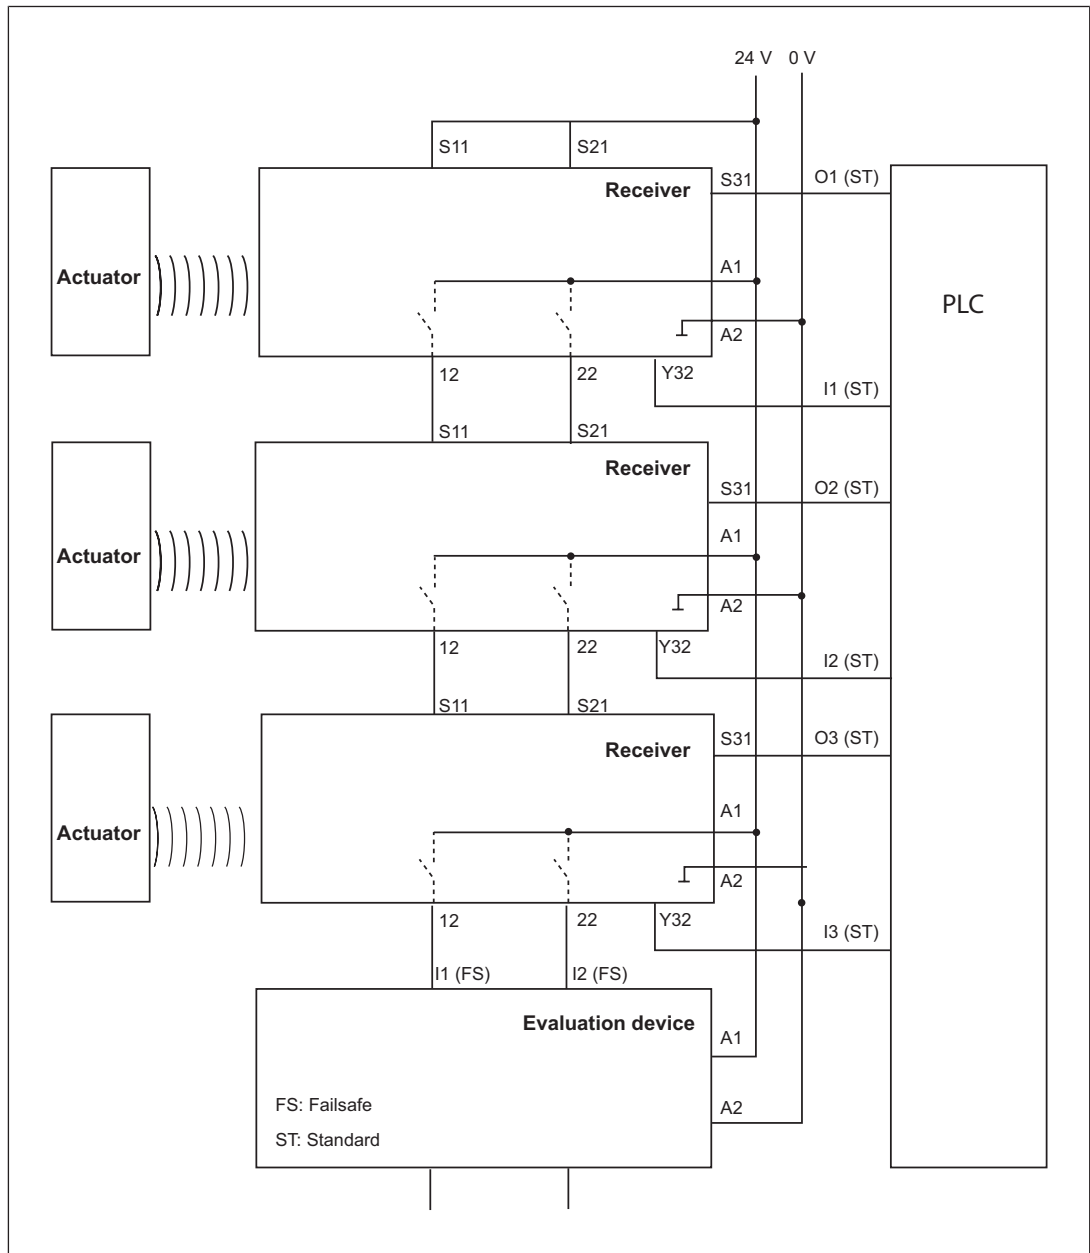 24 V 0 V
S11 S21
Receiver S31 O1 (ST)
Actuator A1
PLC
A2
12 22 Y32
I1 (ST)
S11 S21
Receiver
S31 O2 (ST)
A1
Actuator
A2
12 22 Y32
I2 (ST)
S11 S21
Receiver S31 O3 (ST)
A1
Actuator
A2
12 22 Y32
I3 (ST)
I1 (FS) I2 (FS)
Evaluation device
A1
FS: Failsafe A2
ST: Standard